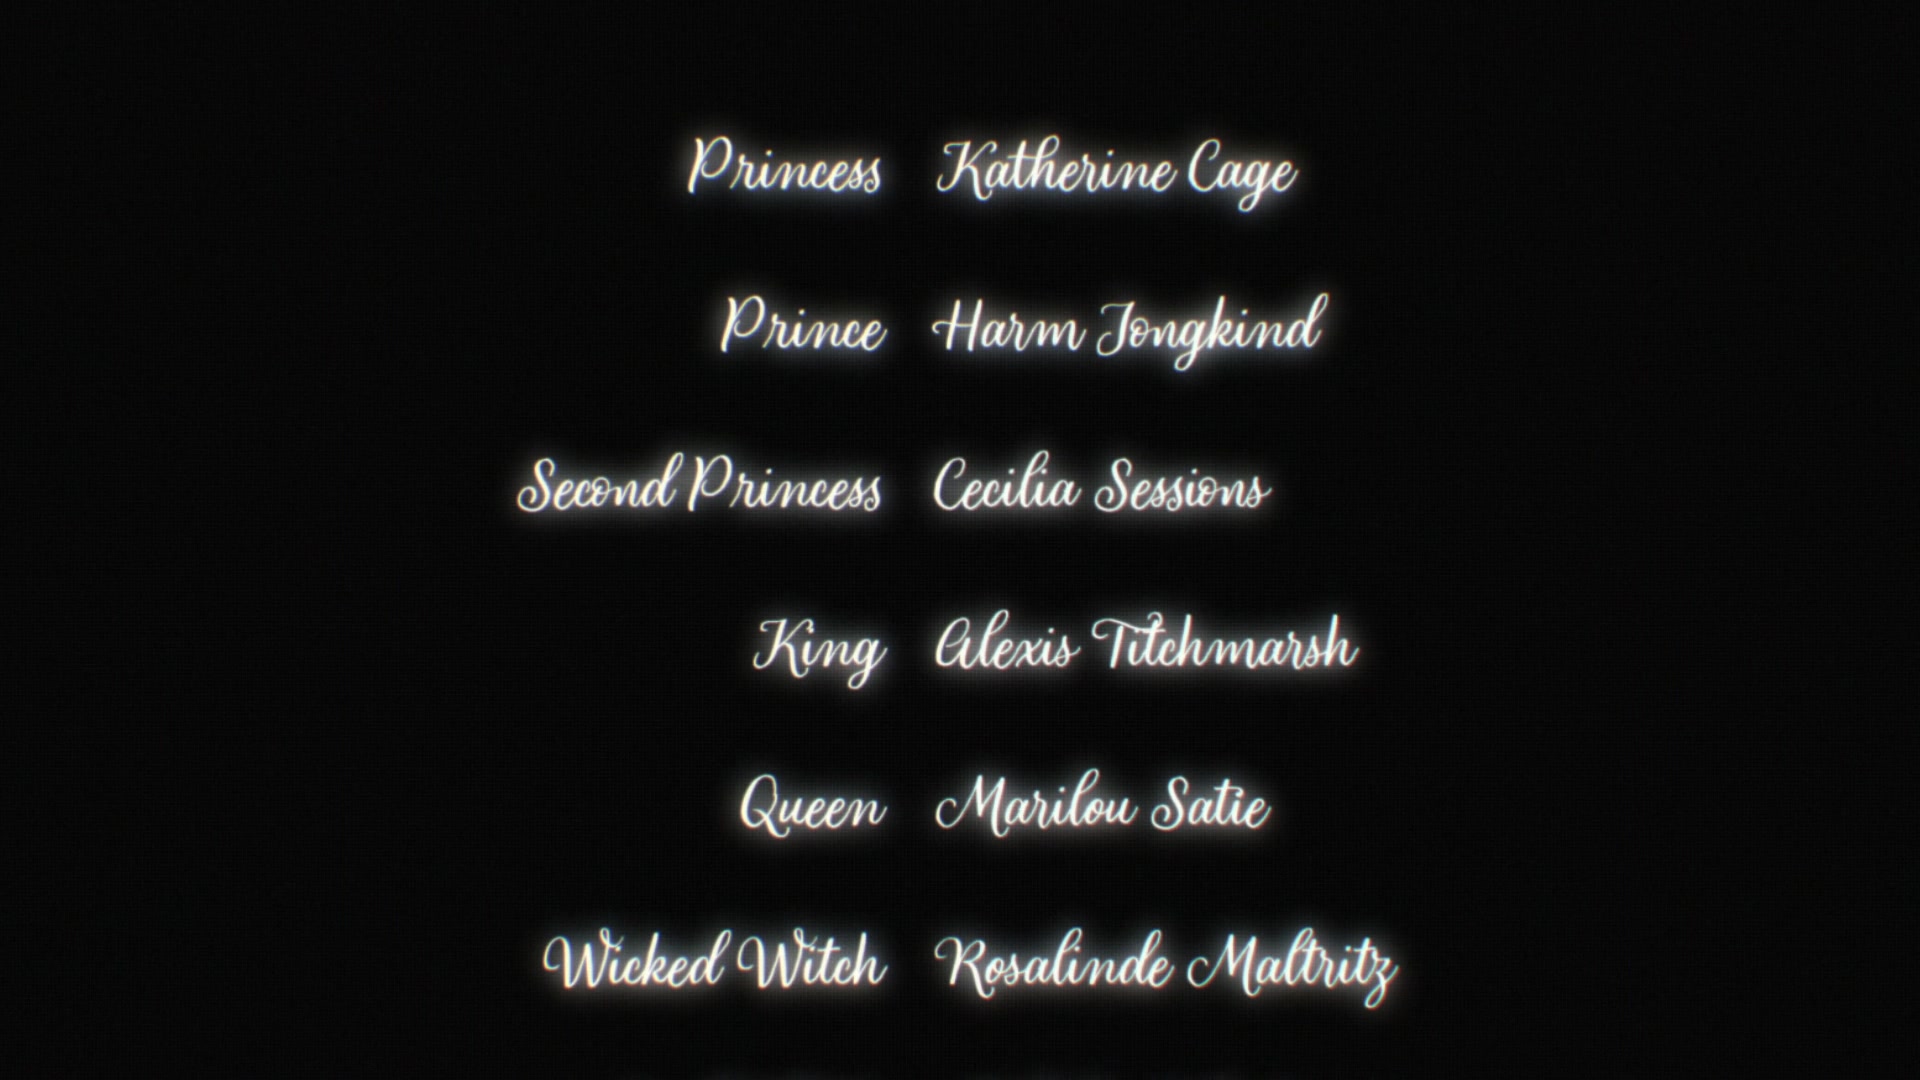 Princess Katherine Cage
Prince Harm Jongkind
Second Princess Cecilia Sessions
King Alexis Titchmarsh
Queen Marilou Satie
Wicked Witch Rosalinde Maltritz